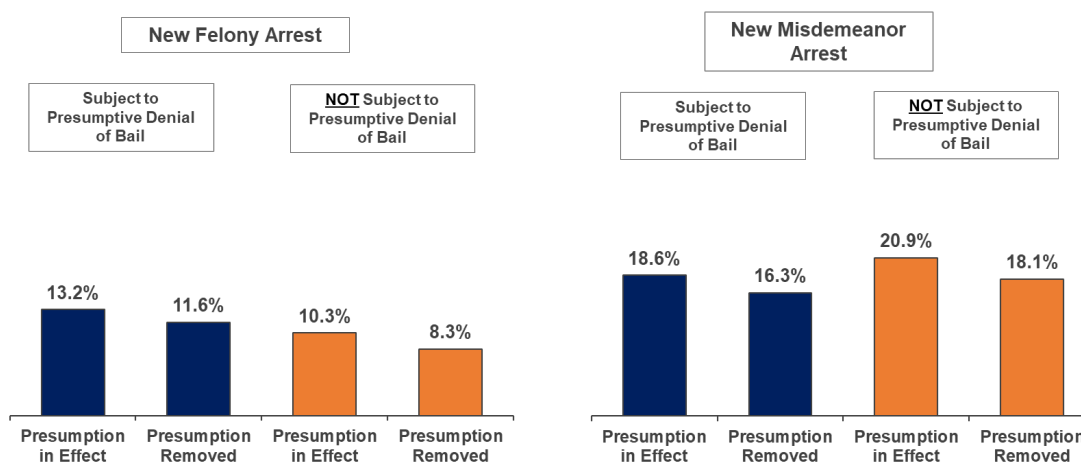 New Felony Arrest
Subject to
Presumptive Denial
of Bail
NOT Subject to
Presumptive Denial
of Bail
13.2%
11.6%
10.3%
8.3%
Presumption
in Effect
Presumption
Removed
Presumption
in Effect
Presumption
Removed
New Misdemeanor
Arrest
Subject to
Presumptive Denial
of Bail
NOT Subject to
Presumptive Denial
of Bail
18.6%
16.3%
20.9%
18.1%
Presumption
in Effect
Presumption
Removed
Presumption
in Effect
Presumption
Removed